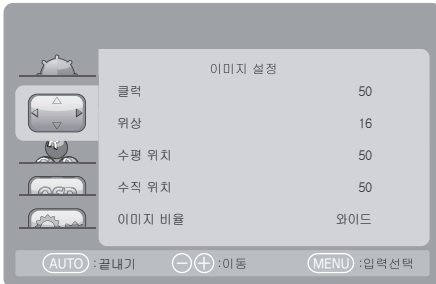 이미지 설정
클럭 50
위상 16
수평 위치 50
수직 위치 50
이미지 비율 와이드
OSD
AUTO :끝내기 :이동 MENU :입력선택